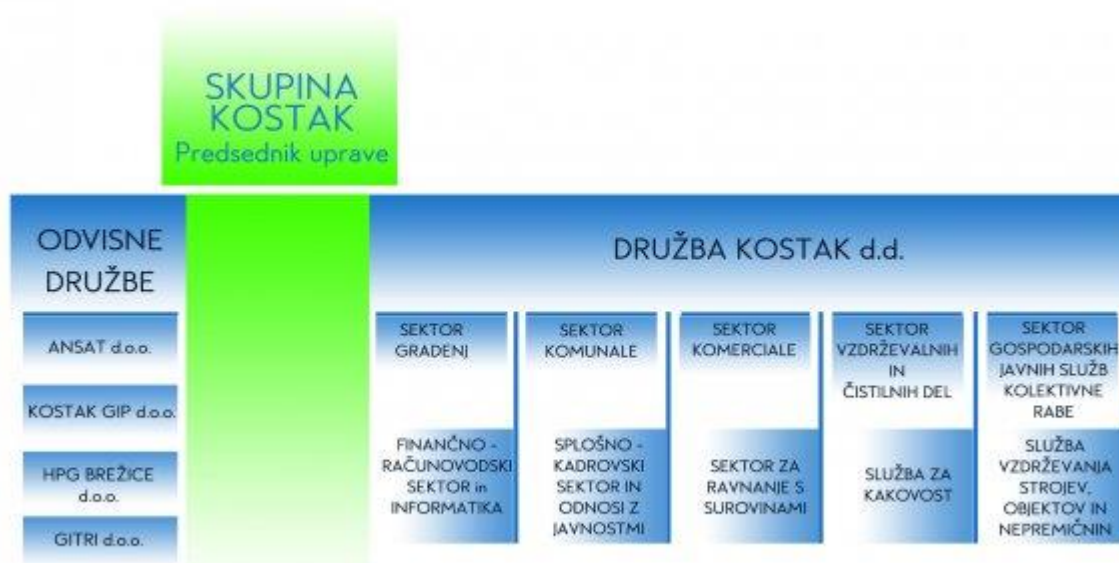 SKUPINA
KOSTAK
Predsednik uprave
ODVISNE
DRUŽBE
DRUŽBA KOSTAK d.d.
ANSAT d.o.o.
KOSTAK GIP d.o.o.
HPG BREŽICE
d.o.o.
GITRI d.o.o.
SEKTOR
GRADENJ
SEKTOR
KOMUNALE
SEKTOR
KOMERCIALE
SEKTOR
VZDRŽEVALNIH
IN
ČISTILNIH DEL
SEKTOR
GOSPODARSKIH
JAVNIH SLUŽB
KOLEKTIVNE
RABE
FINANČNO -
RAČUNOVODSKI
SEKTOR in
INFORMATIKA
SPLOŠNO -
KADROVSKI
SEKTOR IN
ODNOSI Z
JAVNOSTMI
SEKTOR ZA
RAVNANJE S
SUROVINAMI
SLUŽBA ZA
KAKOVOST
SLUŽBA
VZDRŽEVANJA
STROJEV,
OBJEKTOV IN
NEPREMIČNIN